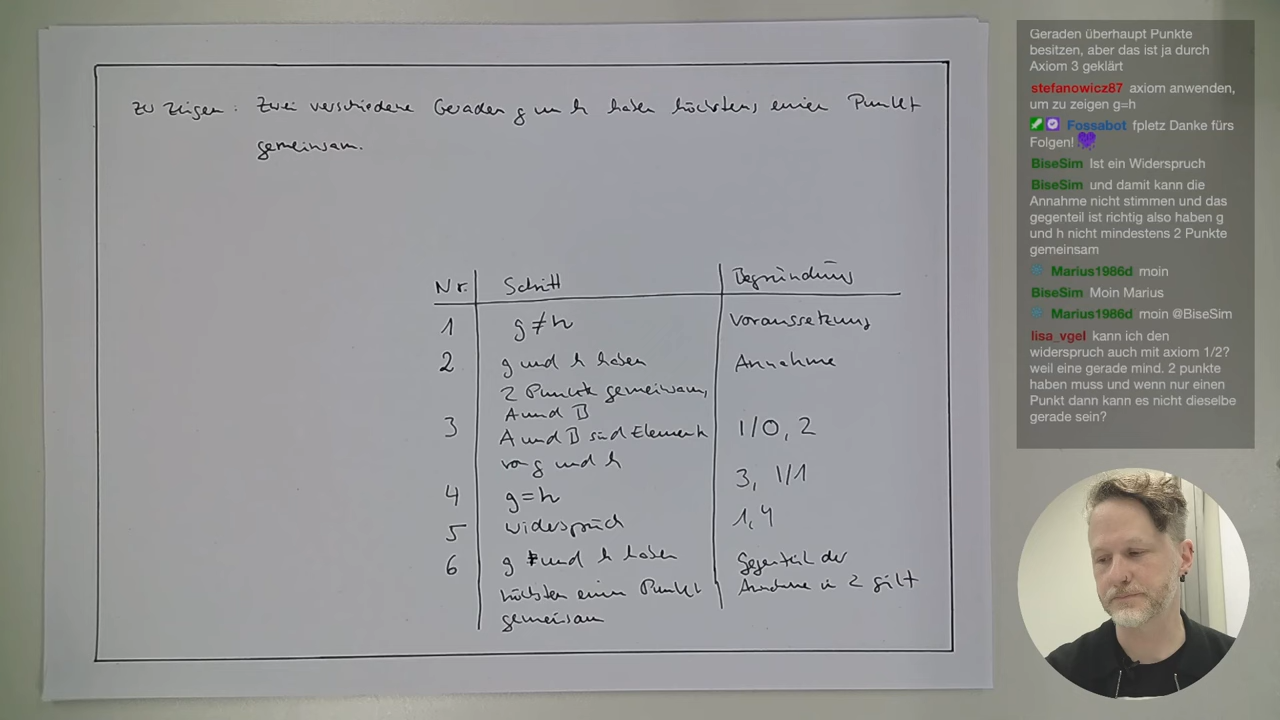 zu zeigen: Zwei verschiedene Geraden g un h haben höchstens einen Punkt
gemeinsam.
Nr. Schritt Begründung
1 g ≠ h Voraussetzung
2 g und h haben Annahme
2 Punkte gemeinsam,
A und B
3 A und B sind Element 1/0, 2
von g und h
4 g = h 3, 1/1
5 Widerspruch 1, 4
6 g und h haben Gegenteil der
höchsten einen Punkt Annahme in 2 gilt
gemeinsam
Geraden überhaupt Punkte
besitzen, aber das ist ja durch
Axiom 3 geklärt
stefanowicz87 axiom anwenden,
um zu zeigen g=h
Fossabot fpletz Danke fürs
Folgen!
BiseSim Ist ein Widerspruch
BiseSim und damit kann die
Annahme nicht stimmen und das
gegenteil ist richtig also haben g
und h nicht mindestens 2 Punkte
gemeinsam
Marius1986d moin
BiseSim Moin Marius
Marius1986d moin @BiseSim
lisa_vgel kann ich den
widerspruch auch mit axiom 1/2?
weil eine gerade mind. 2 punkte
haben muss und wenn nur einen
Punkt dann kann es nicht dieselbe
gerade sein?